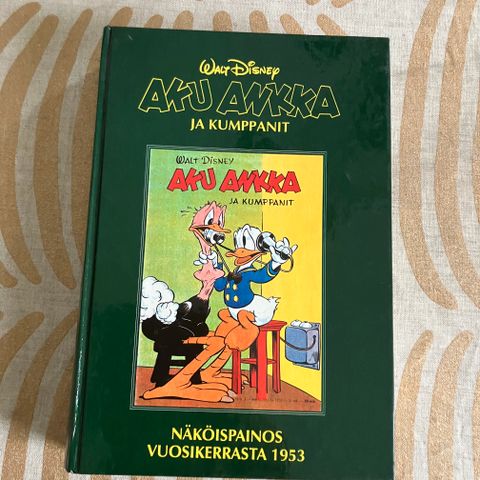 WALT DISNEY
AKU ANKKA
JA KUMPPANIT
WALT DISNEY
AKU ANKKA
JA KUMPPANIT
NÄKÖISPAINOS
VUOSIKERRASTA 1953